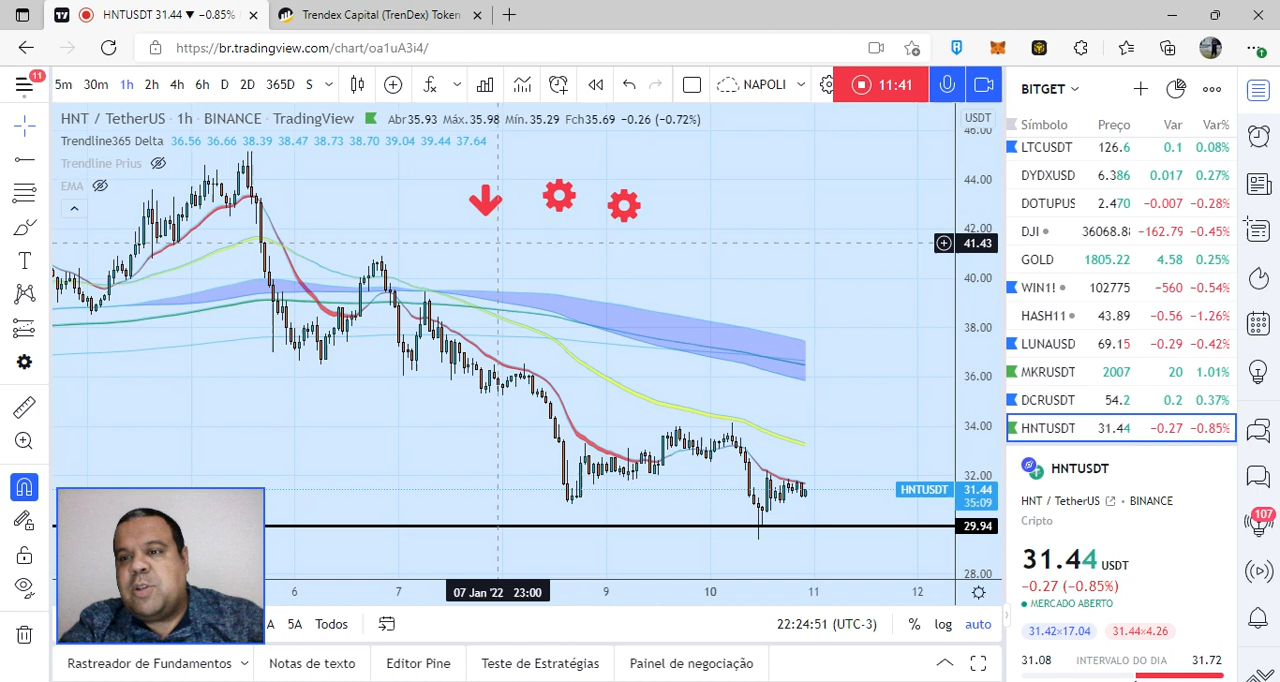 HNTUSDT 31.44 ▼ −0.85%
Trendex Capital (TrenDex) Token
https://br.tradingview.com/chart/oa1uA3i4/
11
5m 30m 1h 2h 4h 6h D 2D 365D S
NAPOLI
11:41
BITGET
HNT / TetherUS · 1h · BINANCE · TradingView
Abr35.93 Máx.35.98 Mín.35.29 Fch35.69 −0.26 (−0.72%)
Trendline365 Delta 36.56 36.66 38.39 38.47 38.73 38.70 39.04 39.44 37.64
Trendline Prius
EMA
USDT
46.00
44.00
42.00
41.43
40.00
38.00
36.00
34.00
32.00
HNTUSDT 31.44
35:09
29.94
28.00
6 7 07 Jan '22 23:00 9 10 11 12
A 5A Todos
22:24:51 (UTC-3) % log auto
Rastreador de Fundamentos
Notas de texto
Editor Pine
Teste de Estratégias
Painel de negociação
Símbolo Preço Var Var%
LTCUSDT 126.6 0.1 0.08%
DYDXUSD 6.386 0.017 0.27%
DOTUPUS 2.470 −0.007 −0.28%
DJI 36068.8 −162.79 −0.45%
GOLD 1805.22 4.58 0.25%
WIN1! 102775 −560 −0.54%
HASH11 43.89 −0.56 −1.26%
LUNAUSD 69.15 −0.29 −0.42%
MKRUSDT 2007 20 1.01%
DCRUSDT 54.2 0.2 0.37%
HNTUSDT 31.44 −0.27 −0.85%
HNTUSDT
HNT / TetherUS • BINANCE
Cripto
31.44 USDT
−0.27 (−0.85%)
MERCADO ABERTO
31.42×17.04 31.44×4.26
31.08 INTERVALO DO DIA 31.72
107